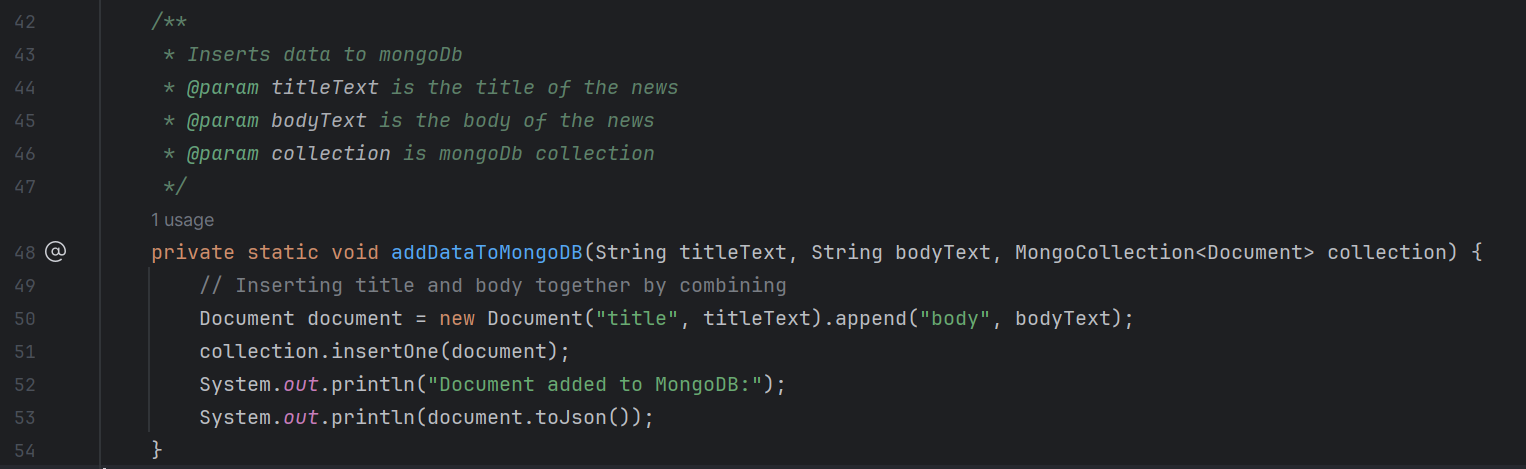 42 /**
43 * Inserts data to mongoDb
44 * @param titleText is the title of the news
45 * @param bodyText is the body of the news
46 * @param collection is mongoDb collection
47 */
1 usage
48 @ private static void addDataToMongoDB(String titleText, String bodyText, MongoCollection<Document> collection) {
49 // Inserting title and body together by combining
50 Document document = new Document("title", titleText).append("body", bodyText);
51 collection.insertOne(document);
52 System.out.println("Document added to MongoDB:");
53 System.out.println(document.toJson());
54 }